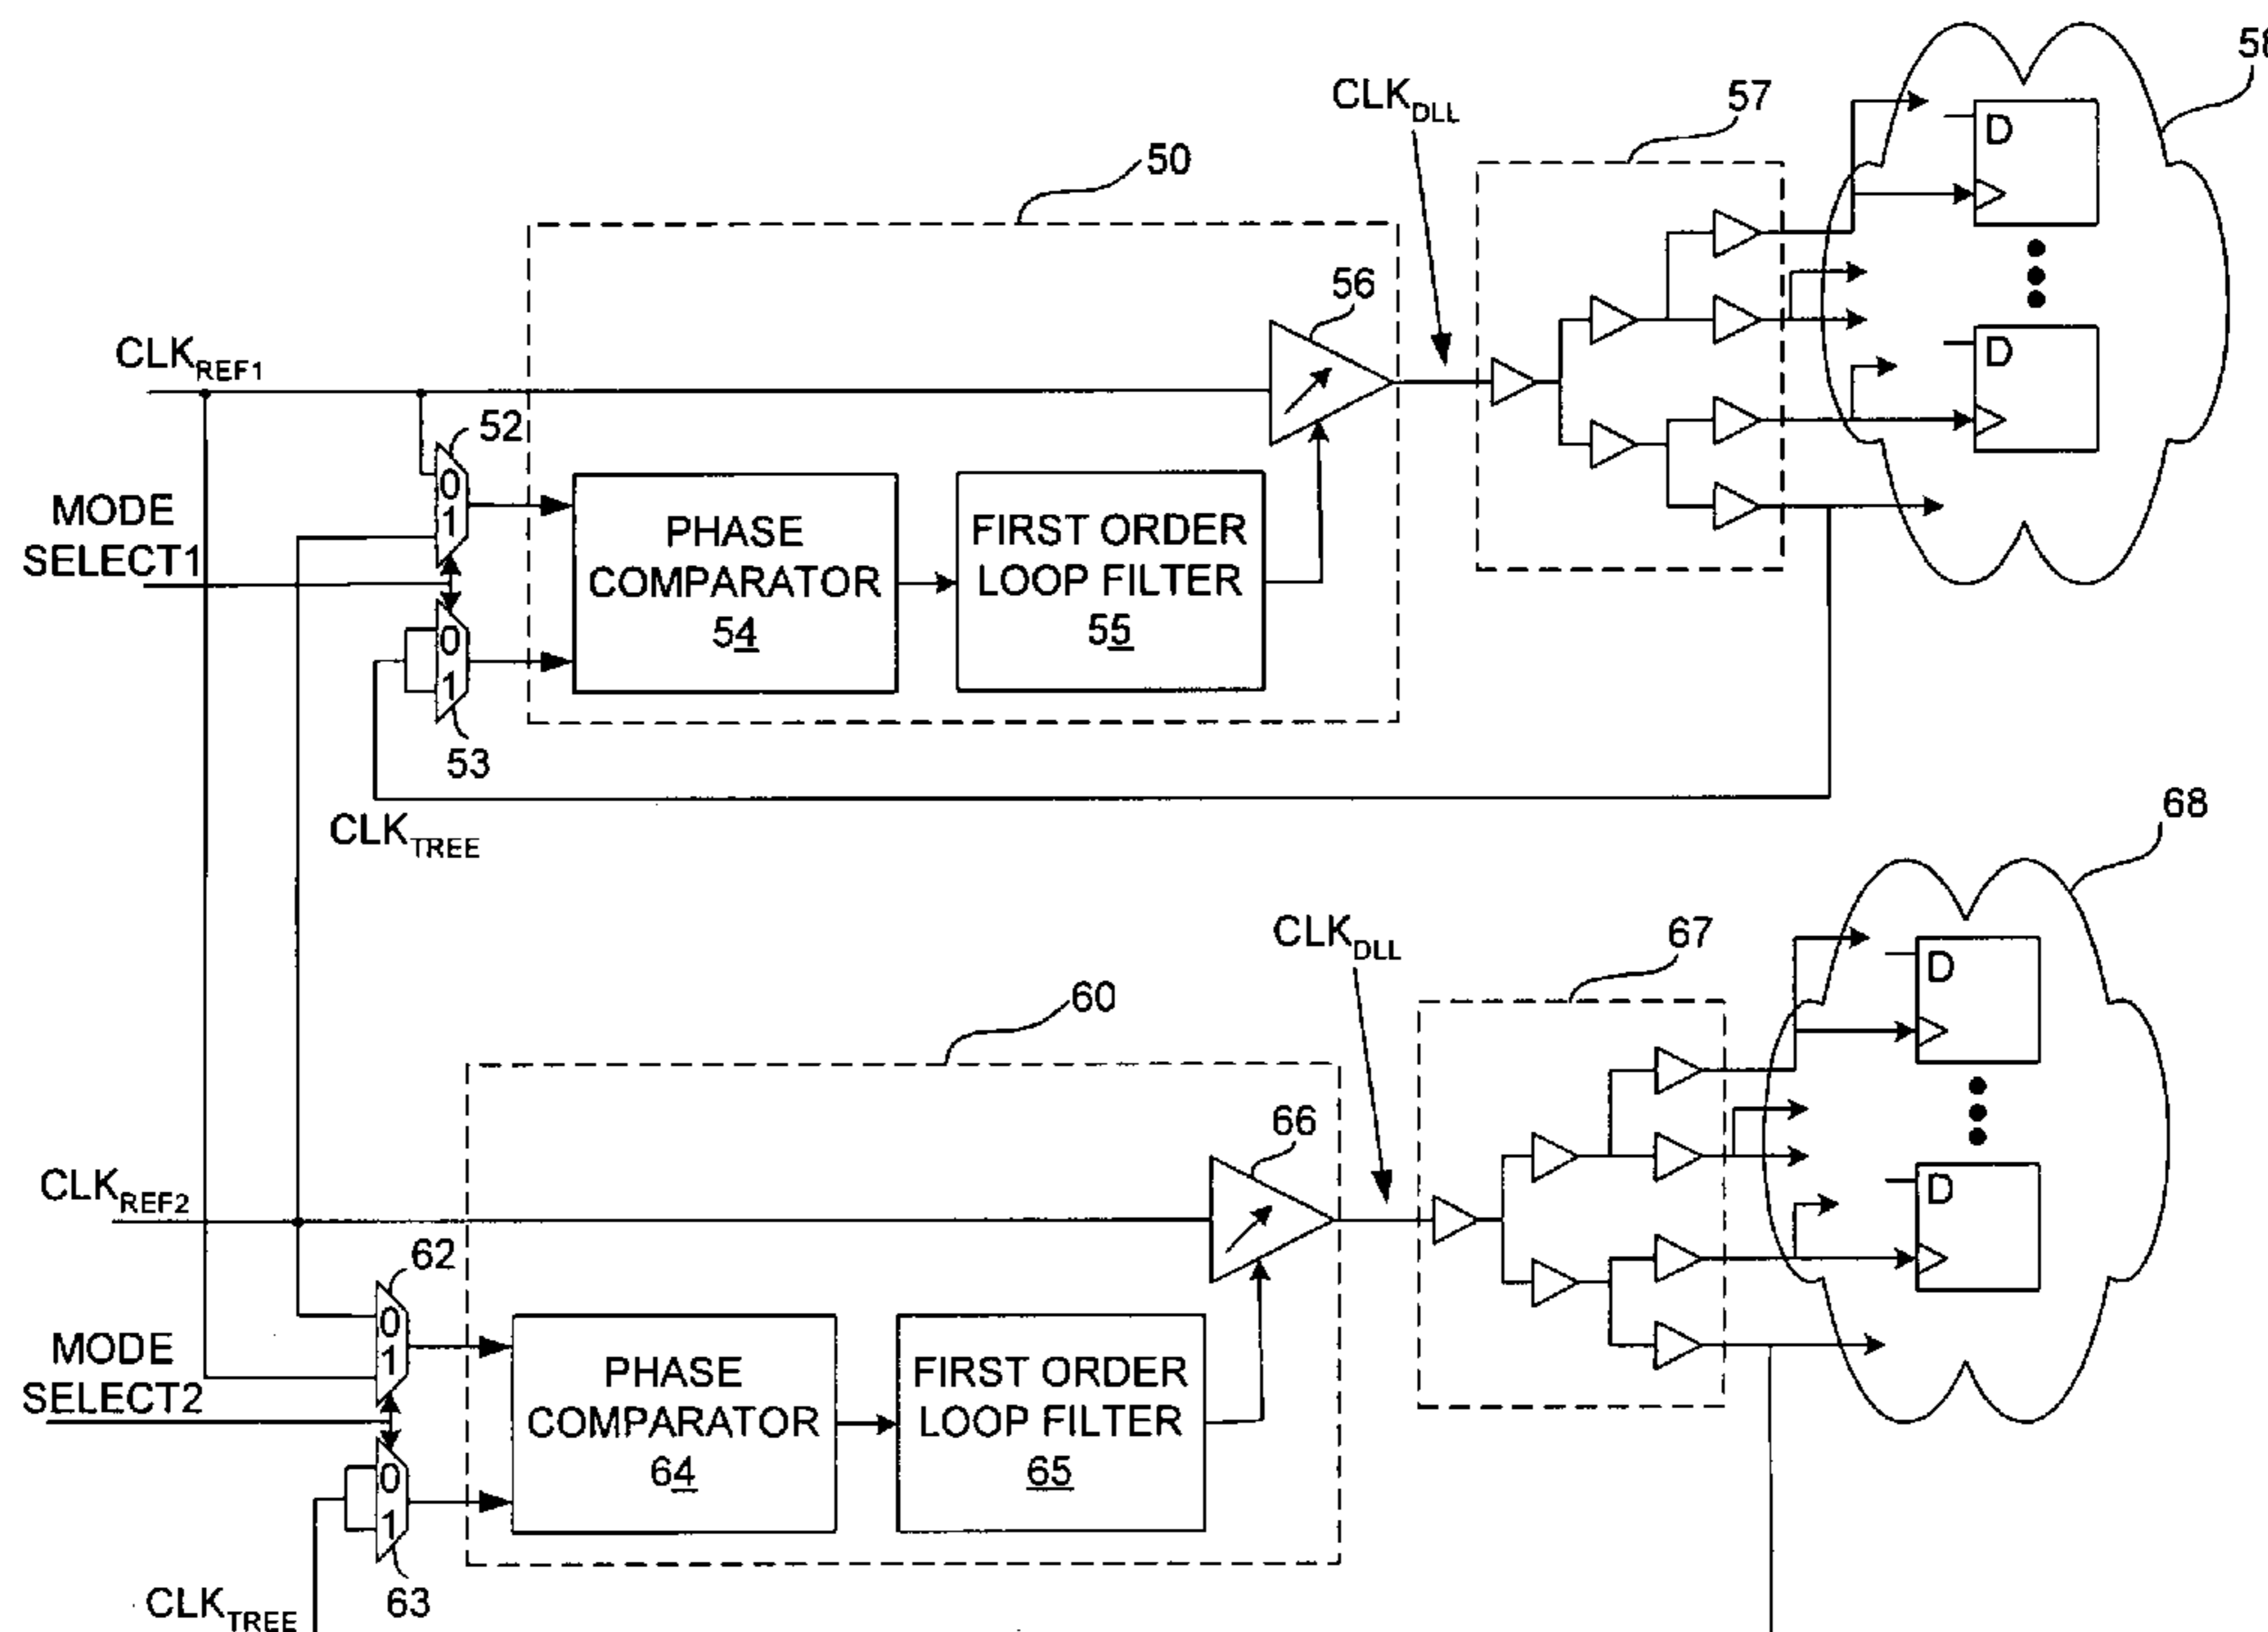 58
CLKDLL
57
D
50
56
CLKREF1
D
52
0
1
MODE
SELECT1
PHASE
COMPARATOR
54
FIRST ORDER
LOOP FILTER
55
0
1
53
CLKTREE
68
CLKDLL
67
D
60
66
CLKREF2
D
62
0
1
MODE
SELECT2
PHASE
COMPARATOR
64
FIRST ORDER
LOOP FILTER
65
0
1
63
CLKTREE